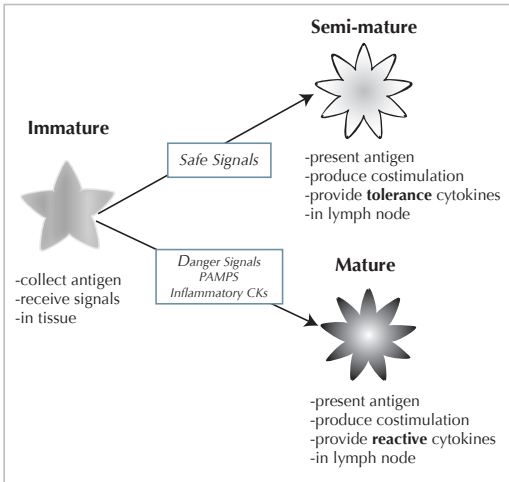 Semi-mature
Immature
Safe Signals
-present antigen
-produce costimulation
-provide tolerance cytokines
-in lymph node
Danger Signals
PAMPS
Inflammatory CKs
-collect antigen
-receive signals
-in tissue
Mature
-present antigen
-produce costimulation
-provide reactive cytokines
-in lymph node